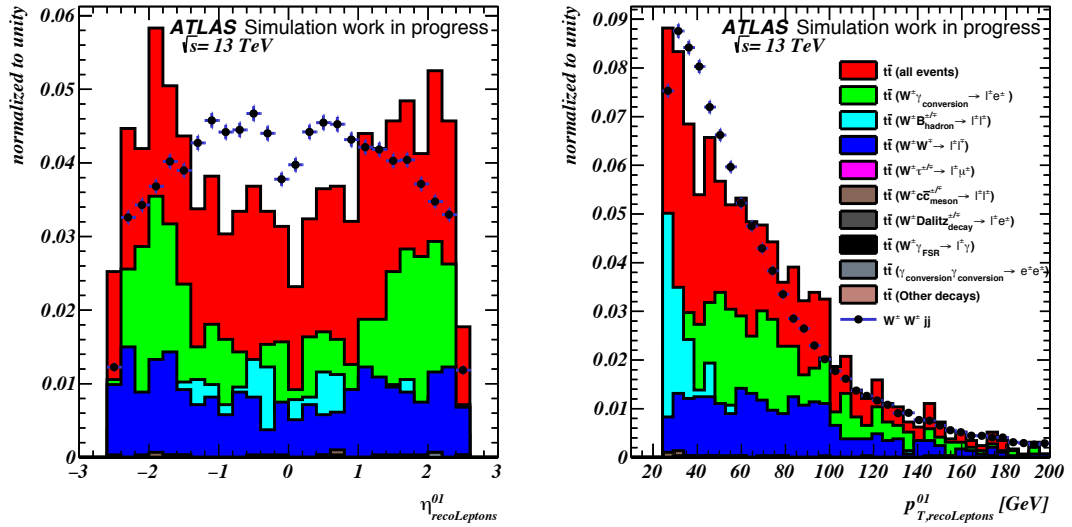 ATLAS Simulation work in progress
√s= 13 TeV
normalized to unity
0.06
0.05
0.04
0.03
0.02
0.01
0
−3 −2 −1 0 1 2 3
η^01_recoLeptons
ATLAS Simulation work in progress
√s= 13 TeV
normalized to unity
0.09
0.08
0.07
0.06
0.05
0.04
0.03
0.02
0.01
0
tt̄ (all events)
tt̄ (W±γ_conversion→ l±e±)
tt̄ (W±B^±/∓_hadron→ l±l±)
tt̄ (W±W∓→ l±l∓)
tt̄ (W±τ±/∓→ l±μ±)
tt̄ (W±cc̄^±/∓_meson→ l±l±)
tt̄ (W±Dalitz^±/∓_decay→ l±e±)
tt̄ (W±γ_FSR→ l±γ)
tt̄ (γ_conversionγ_conversion→ e±e±)
tt̄ (Other decays)
W± W± jj
20 40 60 80 100 120 140 160 180 200
p^01_T,recoLeptons [GeV]